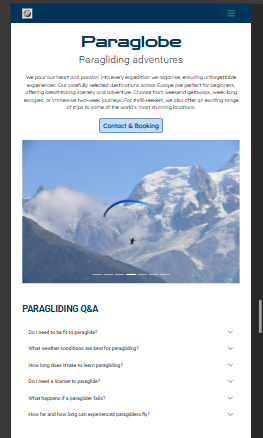 Paraglobe
Paragliding adventures
We pour our heart and passion into every expedition we organise, ensuring unforgettable
experiences. Our carefully selected destinations across Europe are perfect for beginners,
offering breathtaking scenery and adventure. Choose from weekend getaways, week-long
escapes, or immersive two-week journeys. For thrill-seekers, we also offer an exciting range
of trips to some of the world's most stunning locations.
Contact & Booking
PARAGLIDING Q&A
Do I need to be fit to paraglide?
What weather conditions are best for paragliding?
How long does it take to learn paragliding?
Do I need a license to paraglide?
What happens if a paraglider fails?
How far and how long can experienced paragliders fly?